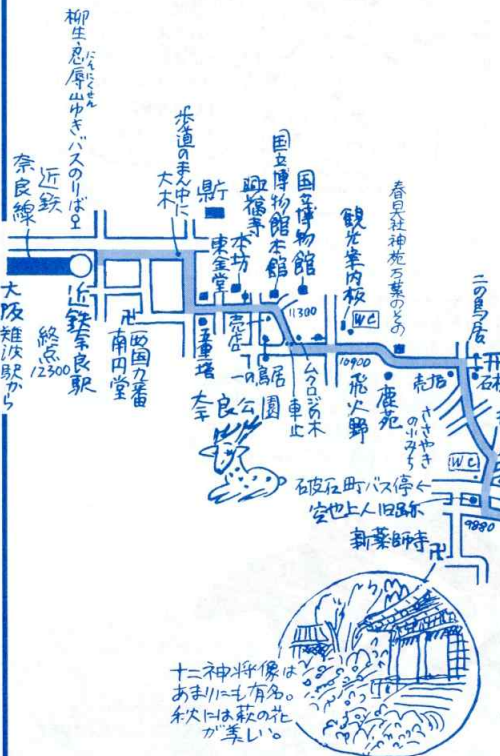 柳生・忍辱山ゆきバスのりば♀
にんにくせん
近鉄
奈良線
大阪難波駅から
近鉄奈良駅
終点
12300
歩道のまん中に
大木
県庁
西国九番
南円堂
東金堂
五重塔
本坊
売店
興福寺
国立博物館本館
国立博物館
一の鳥居
11300
ムクロジの木
車止
奈良公園
観光案内板
WC
10900
飛火野
春日大社神苑万葉のその
鹿苑
売店
二の鳥居
ささやき
の小みち
WC
破石町バス停←
空也上人旧跡
9880
新薬師寺卍
十二神将像は
あまりにも有名。
秋には萩の花
が美しい。